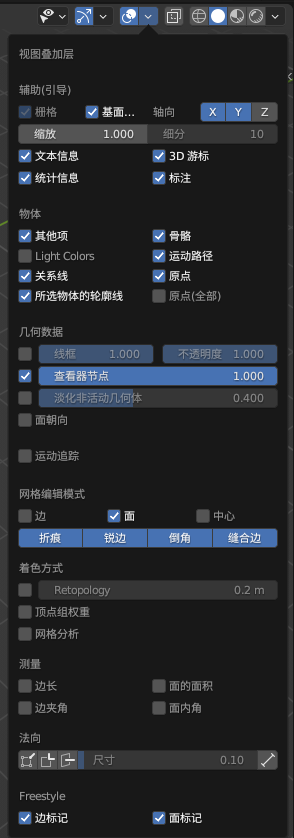 视图叠加层
辅助(引导)
栅格 基面... 轴向 X Y Z
缩放 1.000 细分 10
文本信息 3D 游标
统计信息 标注
物体
其他项 骨骼
Light Colors 运动路径
关系线 原点
所选物体的轮廓线 原点(全部)
几何数据
线框 1.000 不透明度 1.000
查看器节点 1.000
淡化非活动几何体 0.400
面朝向
运动追踪
网格编辑模式
边 面 中心
折痕 锐边 倒角 缝合边
着色方式
Retopology 0.2 m
顶点组权重
网格分析
测量
边长 面的面积
边夹角 面内角
法向
尺寸 0.10
Freestyle
边标记 面标记